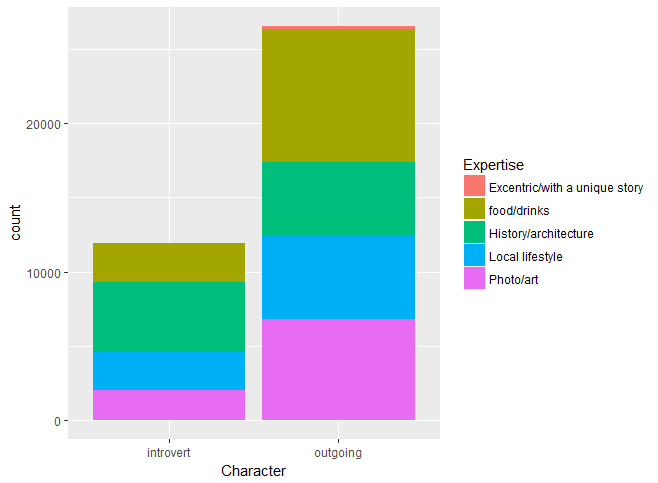 20000
10000
0
count
introvert
outgoing
Character
Expertise
Excentric/with a unique story
food/drinks
History/architecture
Local lifestyle
Photo/art